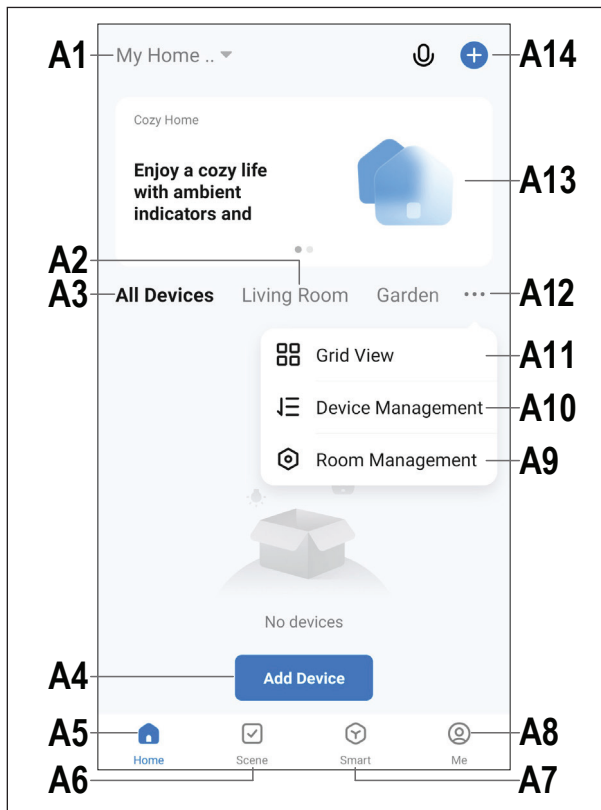 A1 My Home .. A14
Cozy Home
Enjoy a cozy life
with ambient
indicators and
A13
A2
A3 All Devices Living Room Garden ... A12
Grid View A11
Device Management A10
Room Management A9
No devices
A4 Add Device
A5 Home
A6 Scene
Smart A7
Me A8